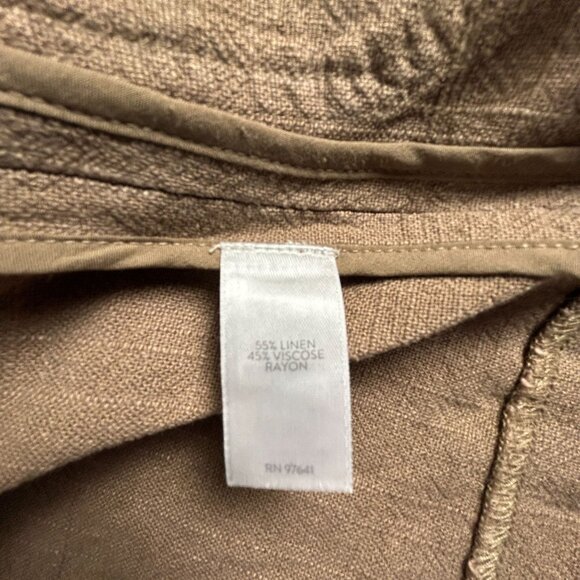 55% LINEN
45% VISCOSE
RAYON
RN 97641